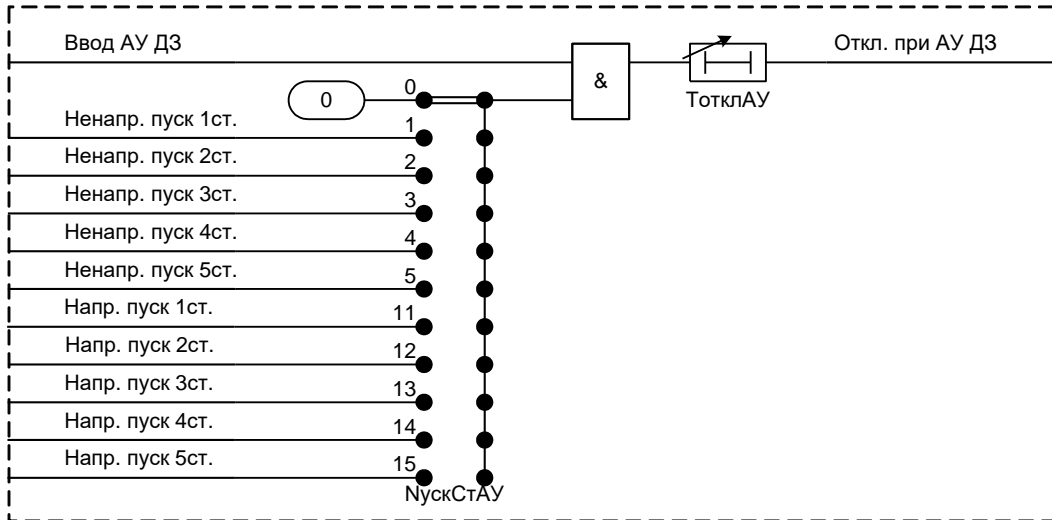 Ввод АУ ДЗ
Откл. при АУ ДЗ
&
0
0
ТотклАУ
Ненапр. пуск 1ст.
1
Ненапр. пуск 2ст.
2
Ненапр. пуск 3ст.
3
Ненапр. пуск 4ст.
4
Ненапр. пуск 5ст.
5
Напр. пуск 1ст.
11
Напр. пуск 2ст.
12
Напр. пуск 3ст.
13
Напр. пуск 4ст.
14
Напр. пуск 5ст.
15
NускСтАУ